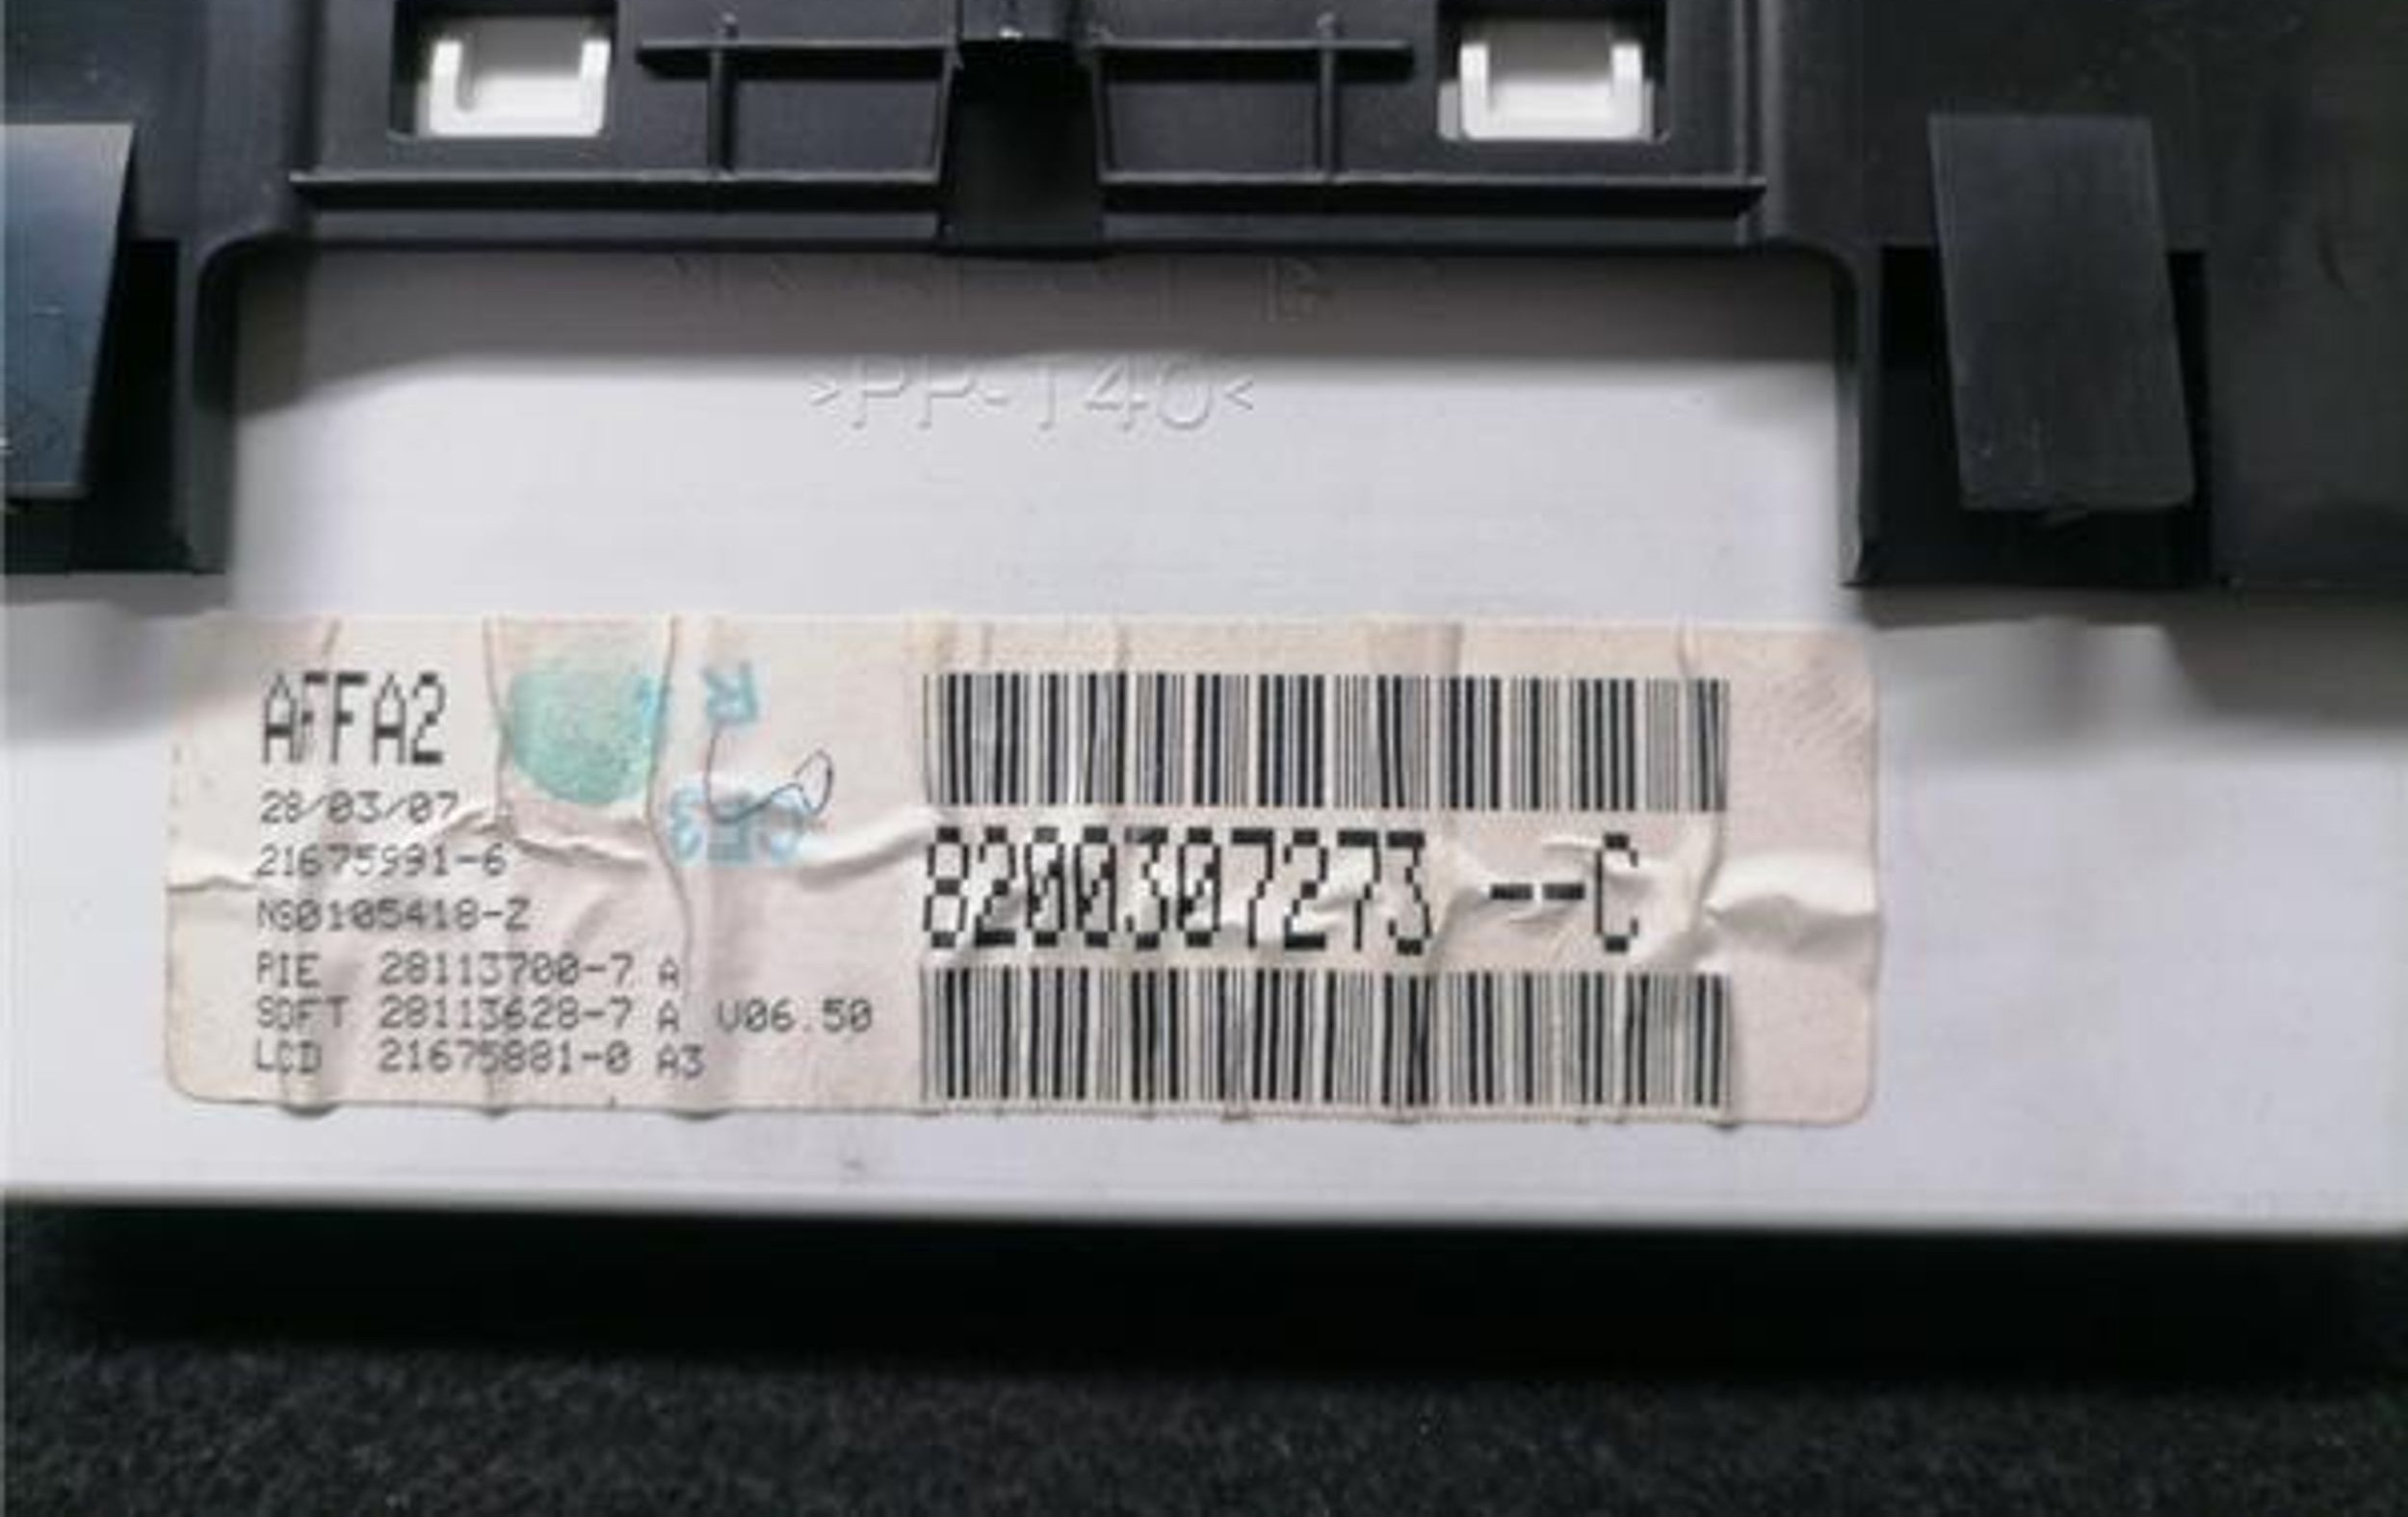 >PP-T40<
AFFA2
28/03/07
21675991-6
NS0105418-Z
PIE 28113700-7 A
SOFT 28113628-7 A V06.50
LCD 21675881-0 A3
8200307273 --C